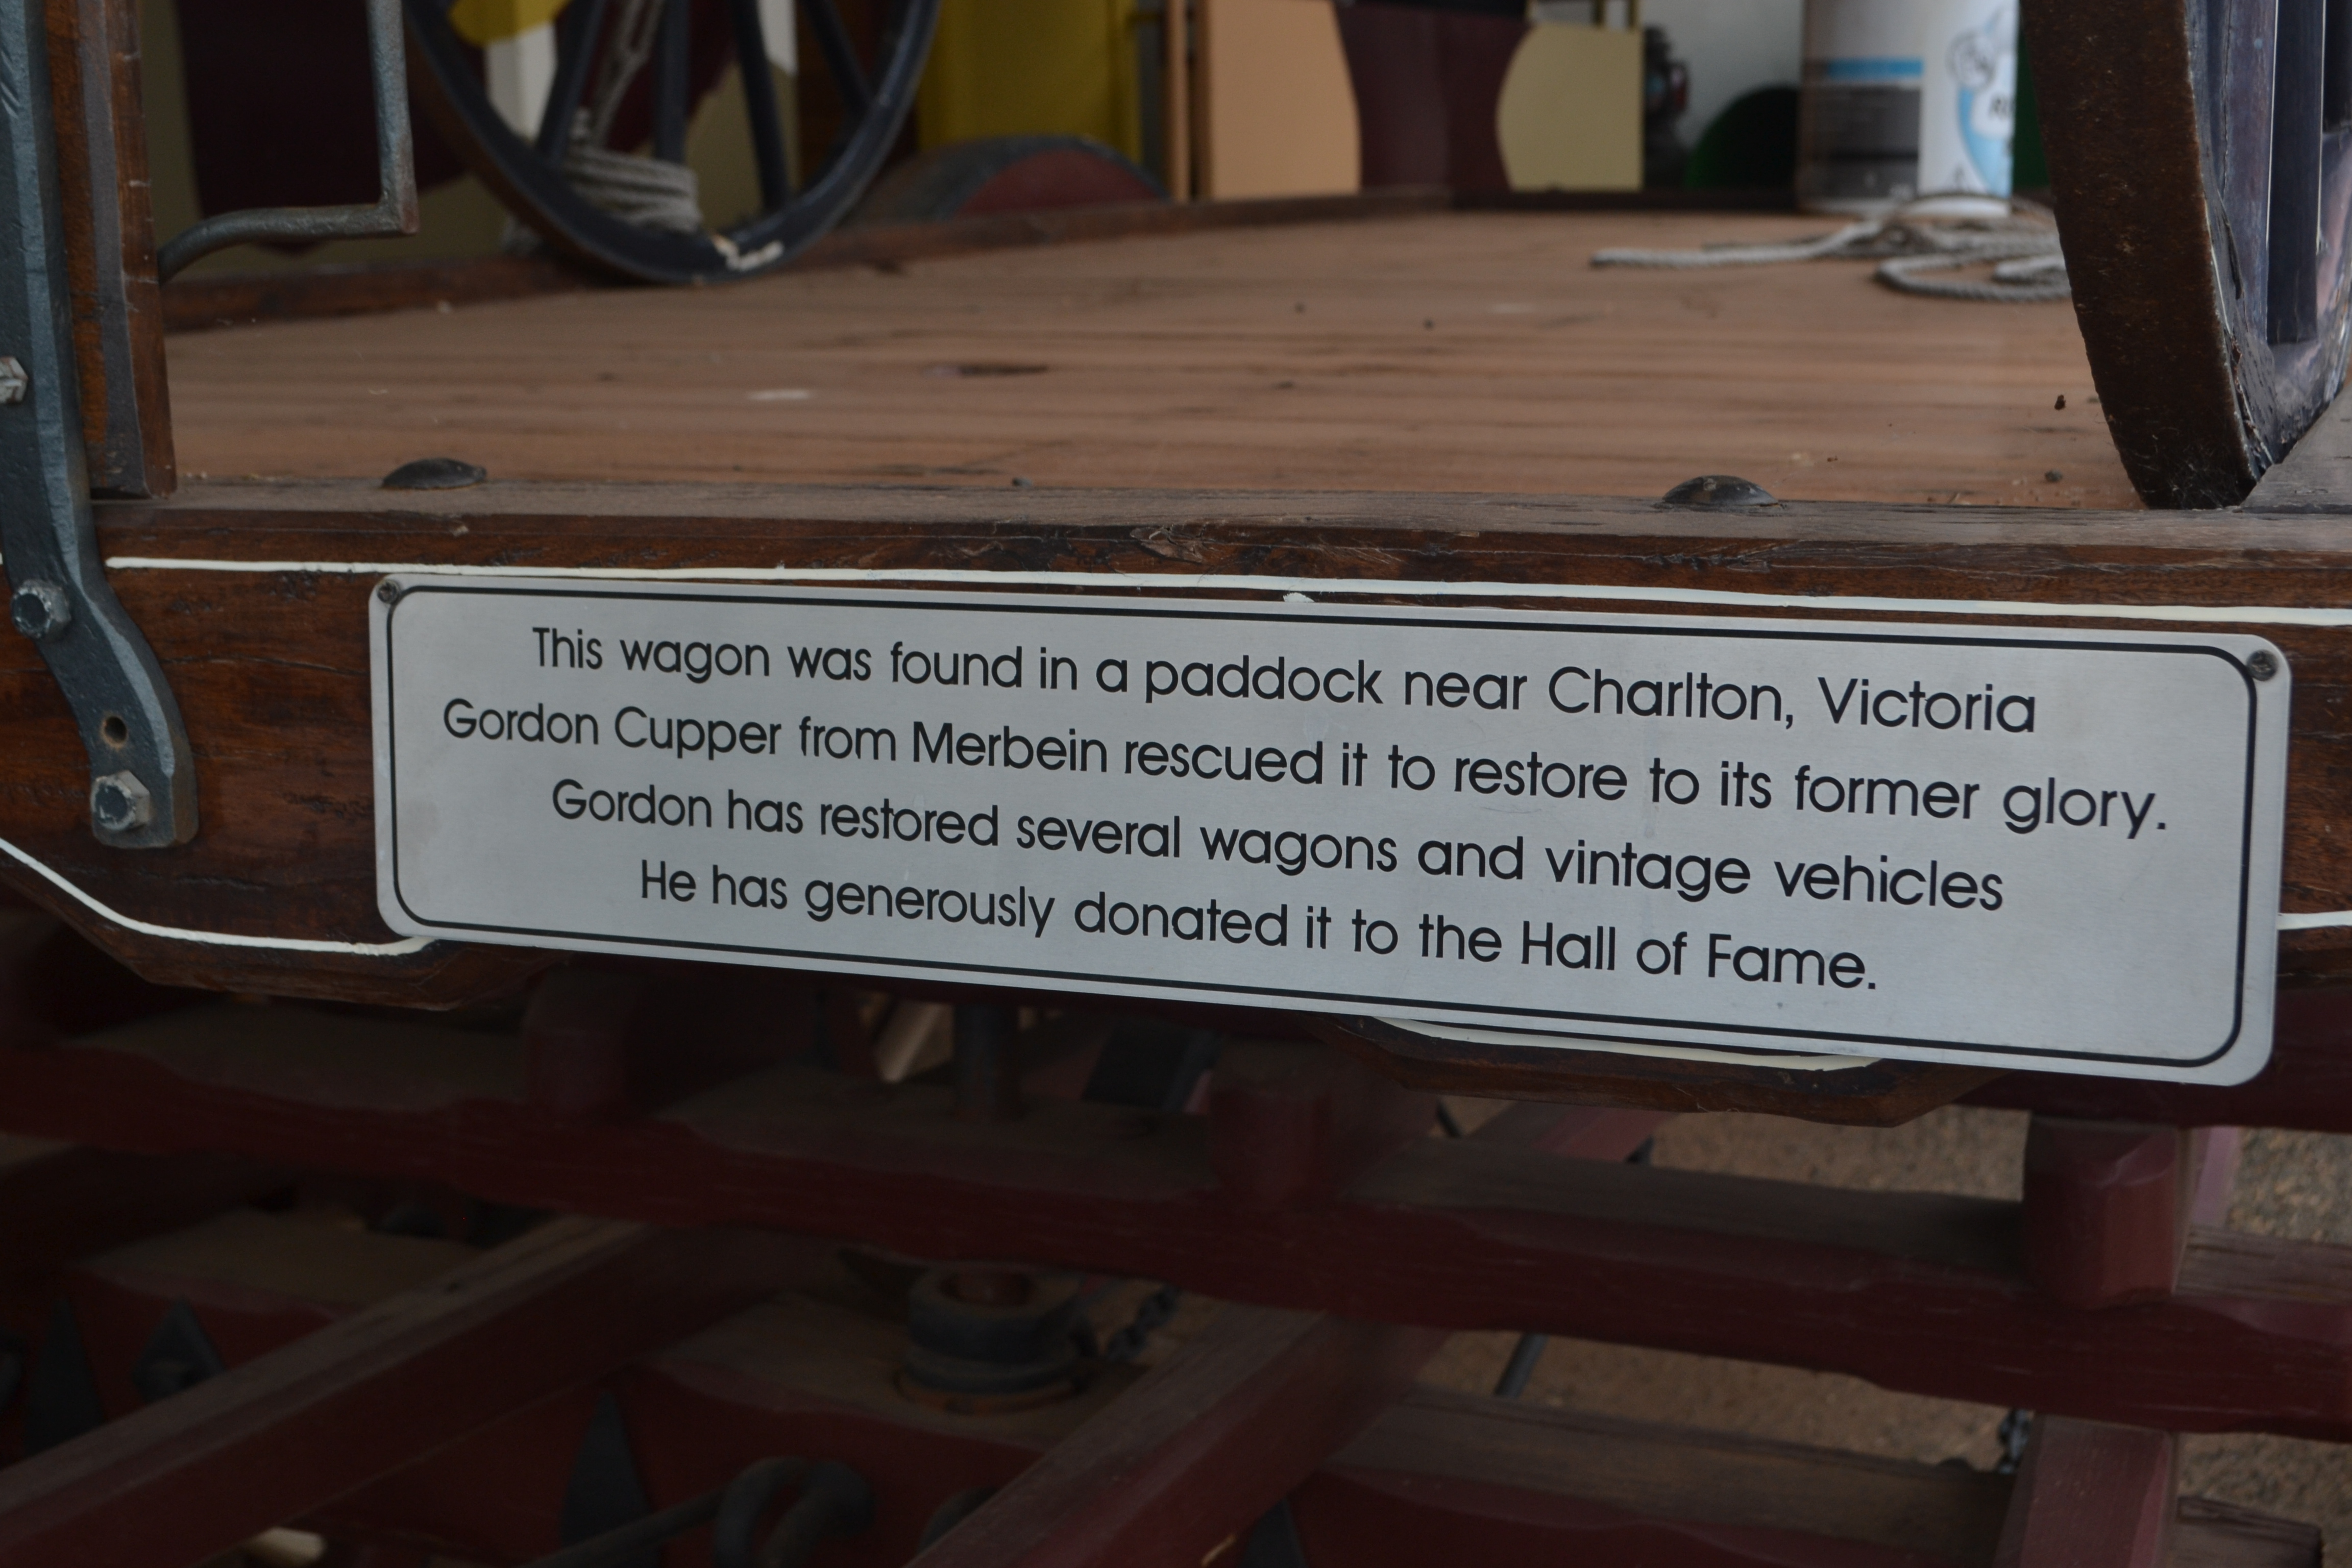 This wagon was found in a paddock near Charlton, Victoria
Gordon Cupper from Merbein rescued it to restore to its former glory.
Gordon has restored several wagons and vintage vehicles
He has generously donated it to the Hall of Fame.